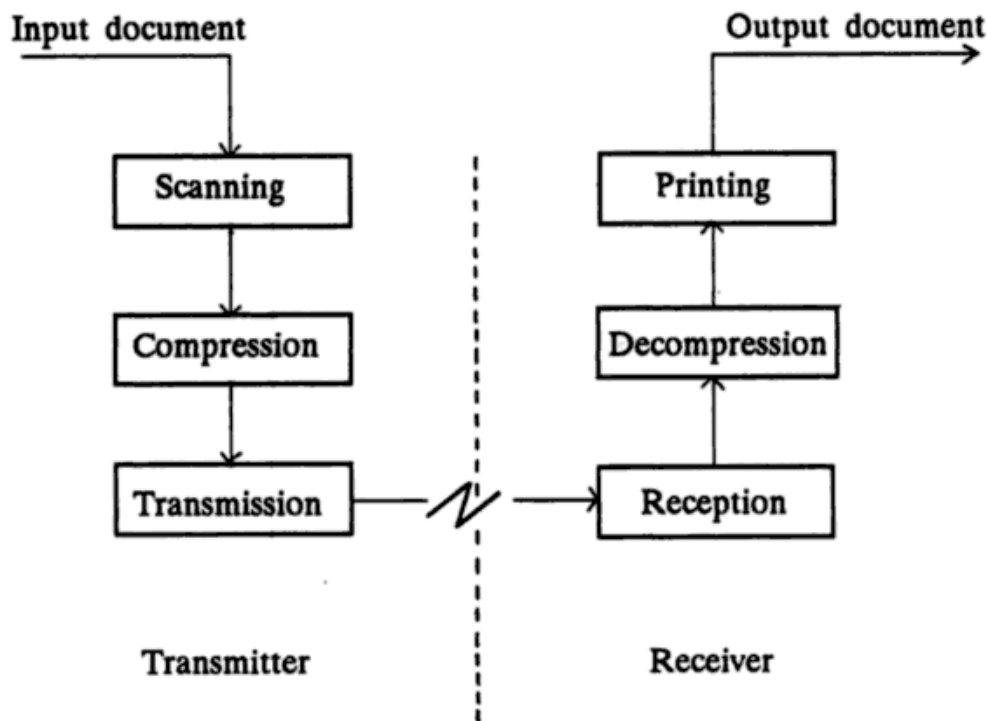 Input document
Output document
Scanning
Printing
Compression
Decompression
Transmission
Reception
Transmitter
Receiver